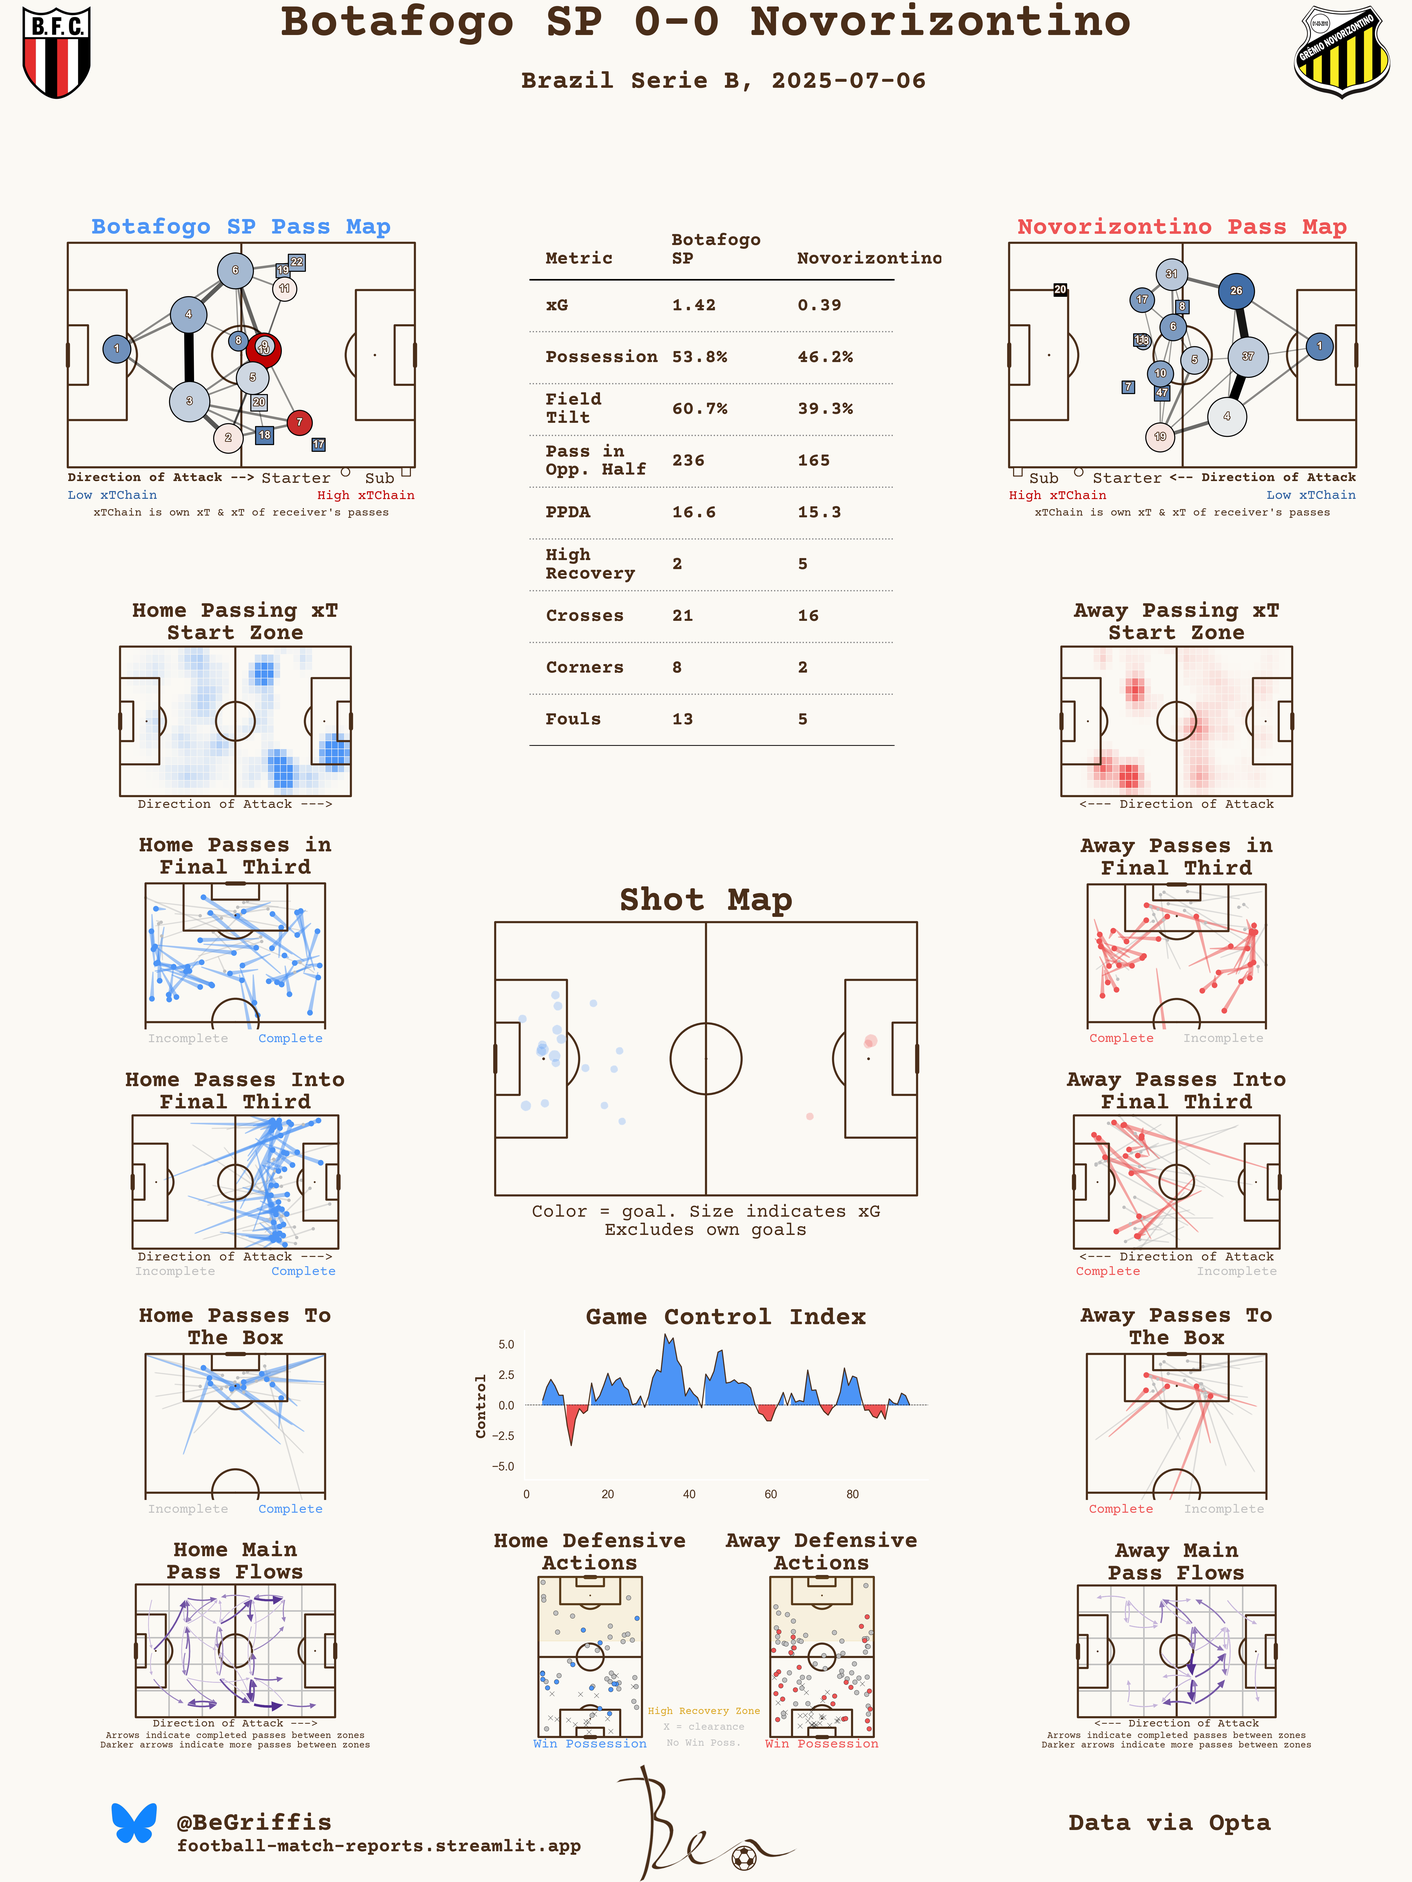 Botafogo SP 0-0 Novorizontino
Brazil Serie B, 2025-07-06
B.F.C.
GRÊMIO NOVORIZONTINO
Botafogo SP Pass Map
22
19
6
11
4
8
9
1
5
3
20
7
2
18
17
Direction of Attack --> Starter Sub
Low xTChain High xTChain
xTChain is own xT & xT of receiver's passes
Metric Botafogo SP Novorizontino
xG 1.42 0.39
Possession 53.8% 46.2%
Field Tilt 60.7% 39.3%
Pass in Opp. Half 236 165
PPDA 16.6 15.3
High Recovery 2 5
Crosses 21 16
Corners 8 2
Fouls 13 5
Novorizontino Pass Map
31
20
26
17
8
6
1
5
37
10
7
47
4
19
Sub Starter <-- Direction of Attack
High xTChain Low xTChain
xTChain is own xT & xT of receiver's passes
Home Passing xT
Start Zone
Direction of Attack --->
Away Passing xT
Start Zone
<--- Direction of Attack
Home Passes in
Final Third
Incomplete Complete
Away Passes in
Final Third
Complete Incomplete
Shot Map
Color = goal. Size indicates xG
Excludes own goals
Home Passes Into
Final Third
Direction of Attack --->
Incomplete Complete
Away Passes Into
Final Third
<--- Direction of Attack
Complete Incomplete
Home Passes To
The Box
Incomplete Complete
Game Control Index
Control
5.0
2.5
0.0
−2.5
−5.0
0 20 40 60 80
Away Passes To
The Box
Complete Incomplete
Home Main
Pass Flows
Direction of Attack --->
Arrows indicate completed passes between zones
Darker arrows indicate more passes between zones
Home Defensive
Actions
Win Possession
High Recovery Zone
X = clearance
No Win Poss.
Away Defensive
Actions
Win Possession
Away Main
Pass Flows
<--- Direction of Attack
Arrows indicate completed passes between zones
Darker arrows indicate more passes between zones
@BeGriffis
football-match-reports.streamlit.app
Ben
Data via Opta